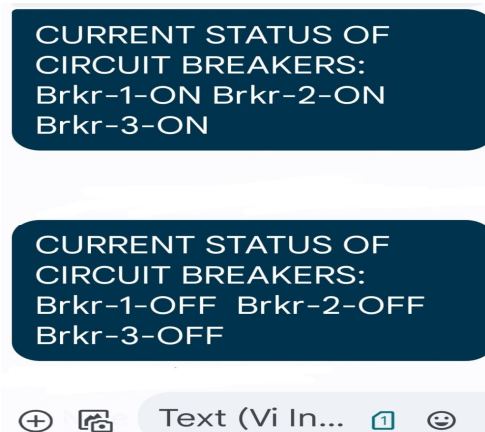 CURRENT STATUS OF
CIRCUIT BREAKERS:
Brkr-1-ON Brkr-2-ON
Brkr-3-ON
CURRENT STATUS OF
CIRCUIT BREAKERS:
Brkr-1-OFF Brkr-2-OFF
Brkr-3-OFF
Text (Vi In... 1